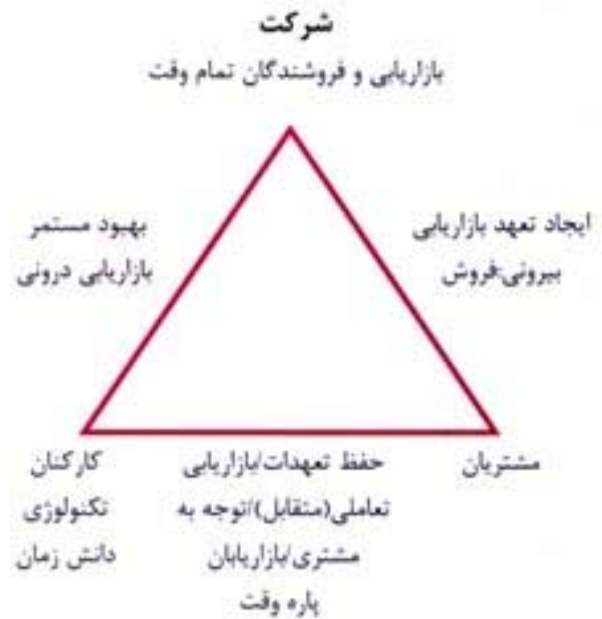 شرکت
بازاریابی و فروشندگان تمام وقت
ایجاد تعهد بازاریابی
بیرونی:فروش
بهبود مستمر
بازاریابی درونی
مشتریان
حفظ تعهدات/بازاریابی
تعاملی(متقابل)/توجه به
مشتری/بازاریابان
پاره وقت
کارکنان
تکنولوژی
دانش زمان